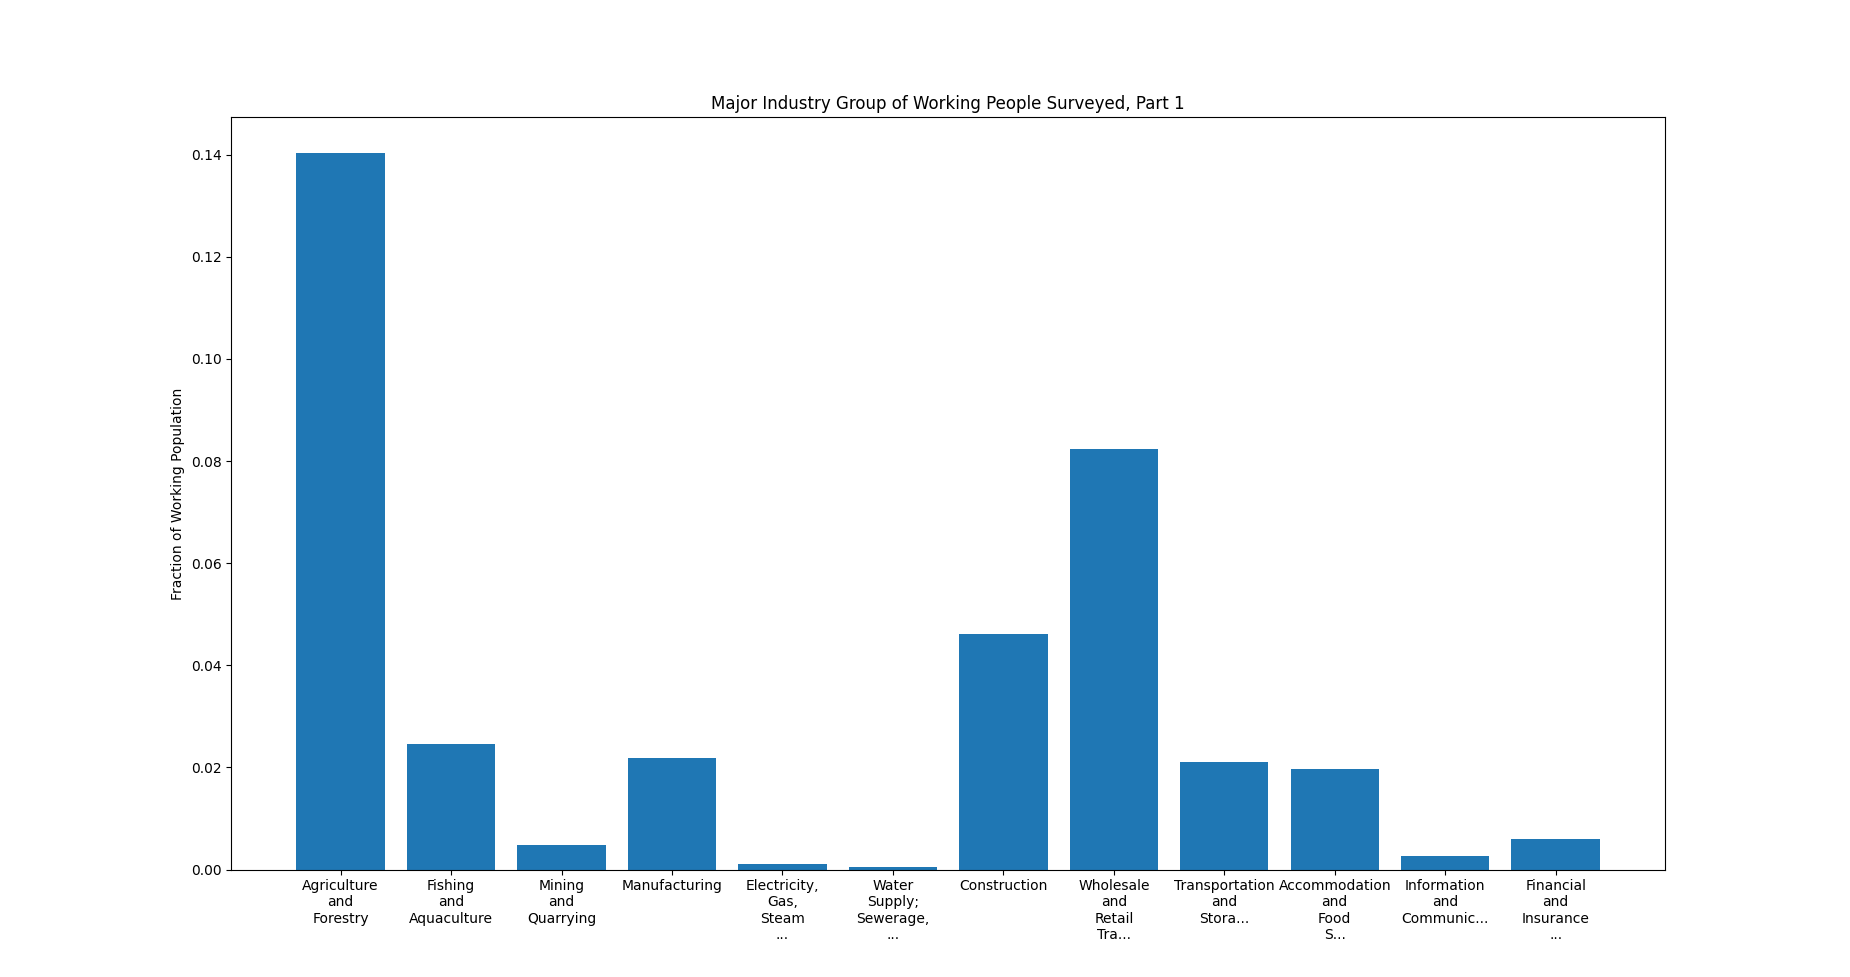 Major Industry Group of Working People Surveyed, Part 1
Fraction of Working Population
0.14
0.12
0.10
0.08
0.06
0.04
0.02
0.00
Agriculture
and
Forestry
Fishing
and
Aquaculture
Mining
and
Quarrying
Manufacturing
Electricity,
Gas,
Steam
...
Water
Supply;
Sewerage,
...
Construction
Wholesale
and
Retail
Tra...
Transportation
and
Stora...
Accommodation
and
Food
S...
Information
and
Communic...
Financial
and
Insurance
...